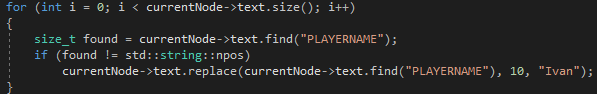 for (int i = 0; i < currentNode->text.size(); i++)
{
    size_t found = currentNode->text.find("PLAYERNAME");
    if (found != std::string::npos)
        currentNode->text.replace(currentNode->text.find("PLAYERNAME"), 10, "Ivan");
}